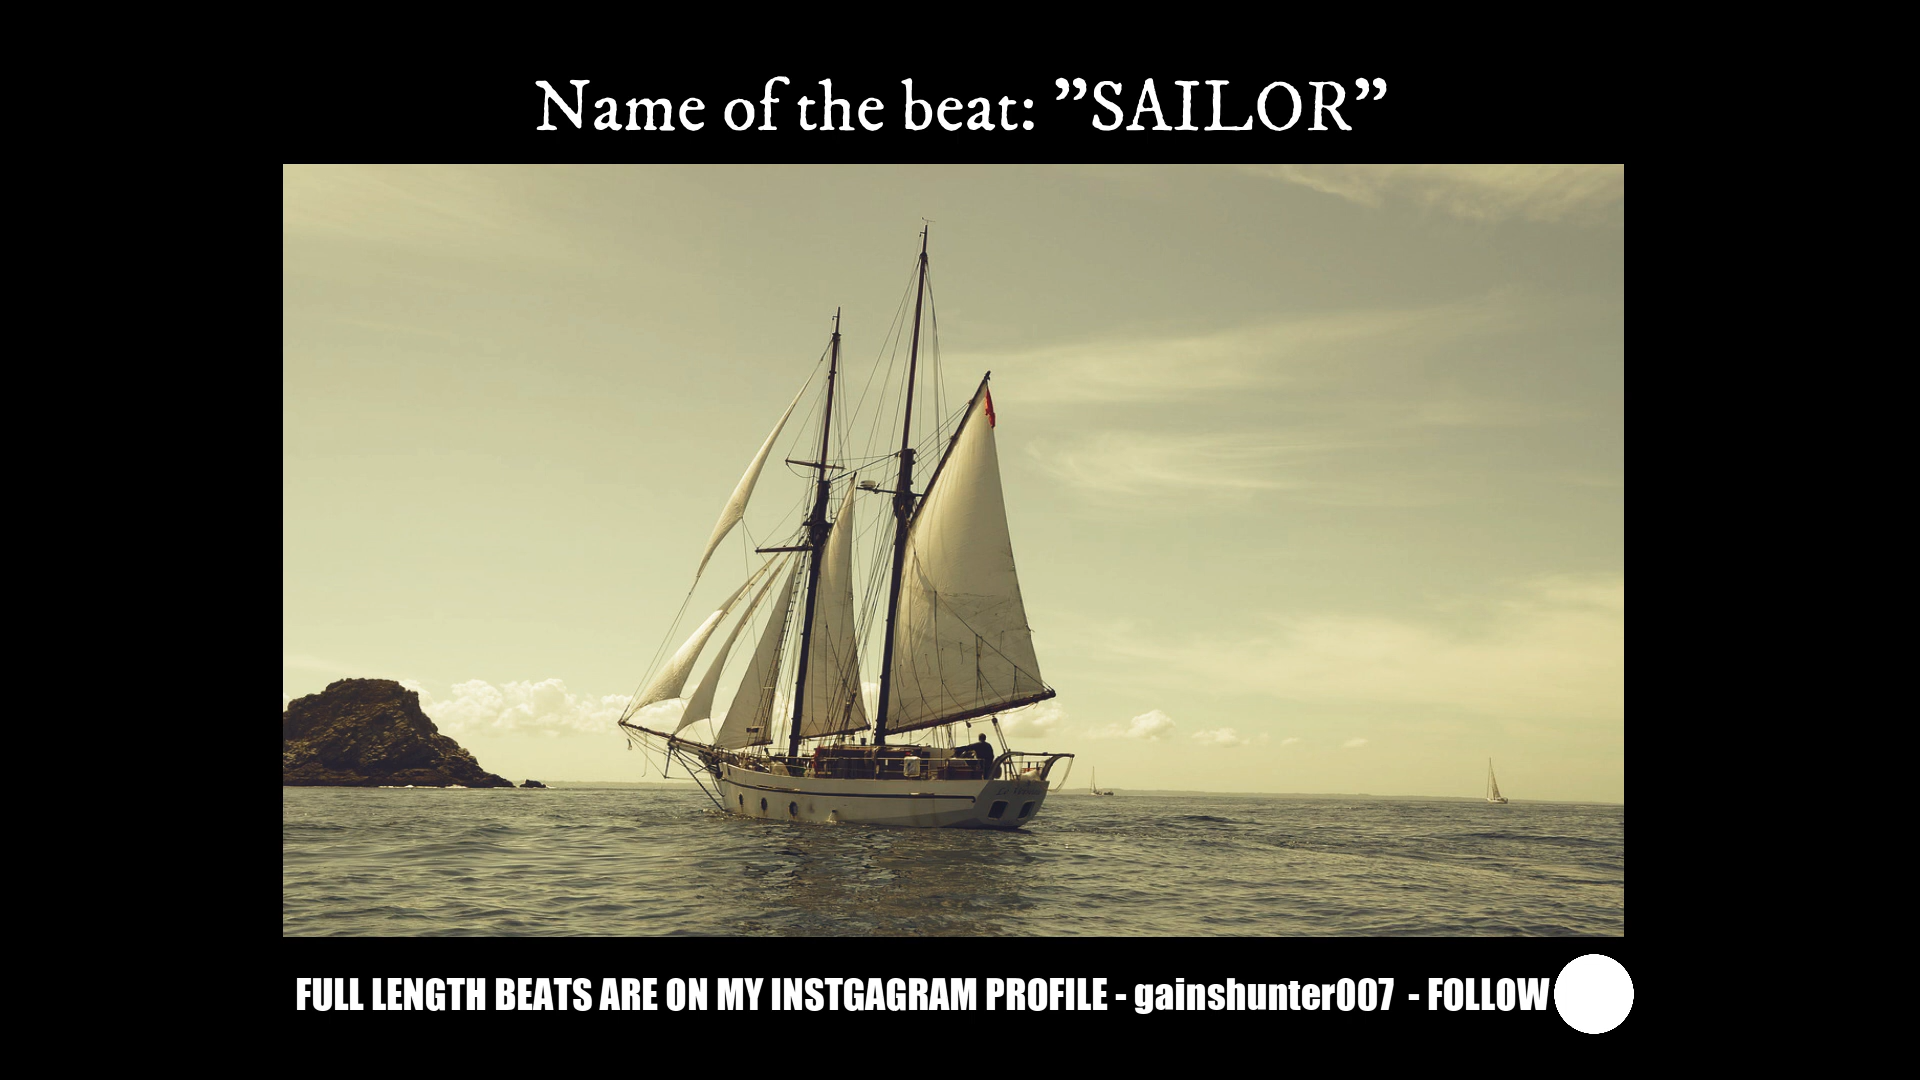 Name of the beat: ”SAILOR”
FULL LENGTH BEATS ARE ON MY INSTGAGRAM PROFILE - gainshunter007 - FOLLOW